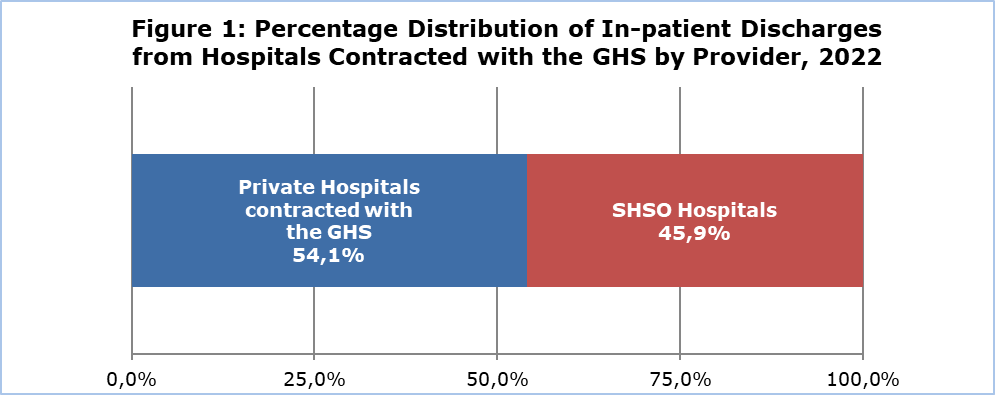 Figure 1: Percentage Distribution of In-patient Discharges
from Hospitals Contracted with the GHS by Provider, 2022
Private Hospitals
contracted with
the GHS
54,1%
SHSO Hospitals
45,9%
0,0%
25,0%
50,0%
75,0%
100,0%